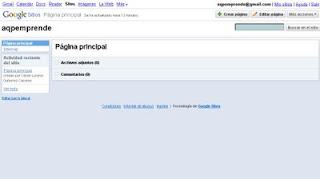 Gmail Calendar Docs Reader Sites Imágenes La Web Más ▼
aqpemprende@gmail.com | Mis sitios | Ayuda | Salir
Google Sites Página principal Se ha actualizado hace 13 minutos
Crear página Editar página Más acciones ▼
aqpemprende
Buscar en el sitio
Página principal
Sitemap
Actividad reciente del sitio
Página principal
Ver todo
Editar barra lateral
Página principal
Archivos adjuntos (0)
Comentarios (0)
Condiciones | Informar de abusos | Imprimir | Tecnología de Google Sites